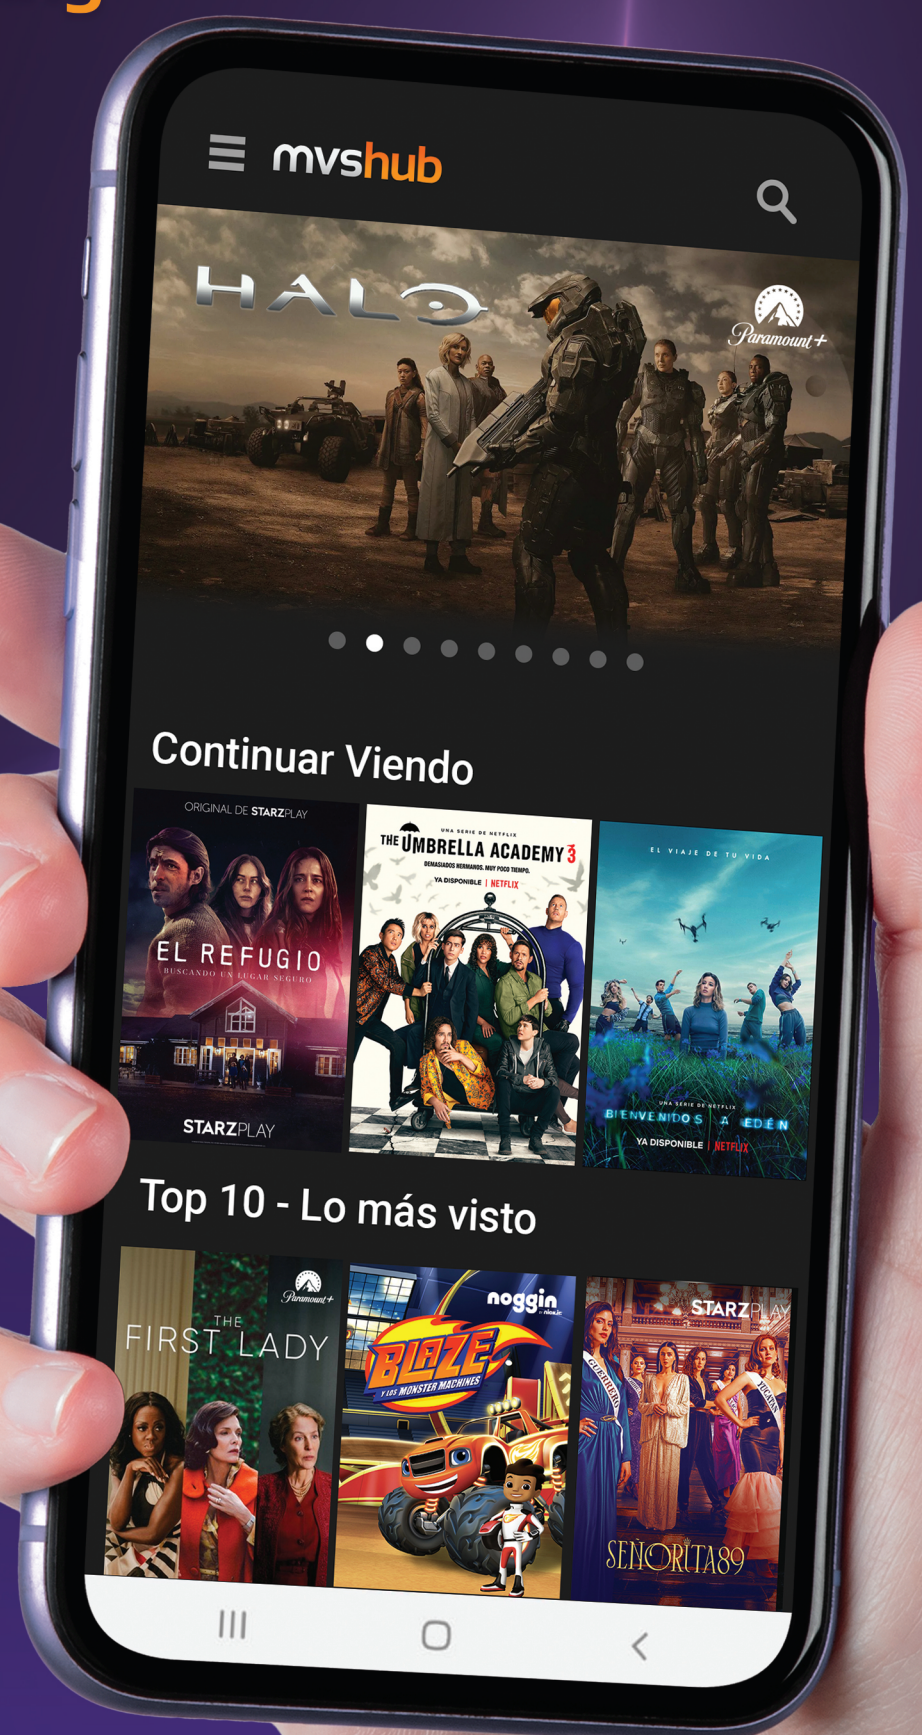 mvshub
HALO
Paramount+
Continuar Viendo
ORIGINAL DE STARZPLAY
EL REFUGIO
BUSCANDO UN LUGAR SEGURO
STARZPLAY
UNA SERIE DE NETFLIX
THE UMBRELLA ACADEMY 3
DEMASIADOS HERMANOS. MUY POCO TIEMPO.
YA DISPONIBLE | NETFLIX
EL VIAJE DE TU VIDA
UNA SERIE DE NETFLIX
BIENVENIDOS A EDÉN
YA DISPONIBLE | NETFLIX
Top 10 - Lo más visto
Paramount+
THE
FIRST LADY
noggin
BLAZE
Y LOS MONSTER MACHINES
STARZPLAY
GUERRERO
YUCATAN
SEÑORITA89